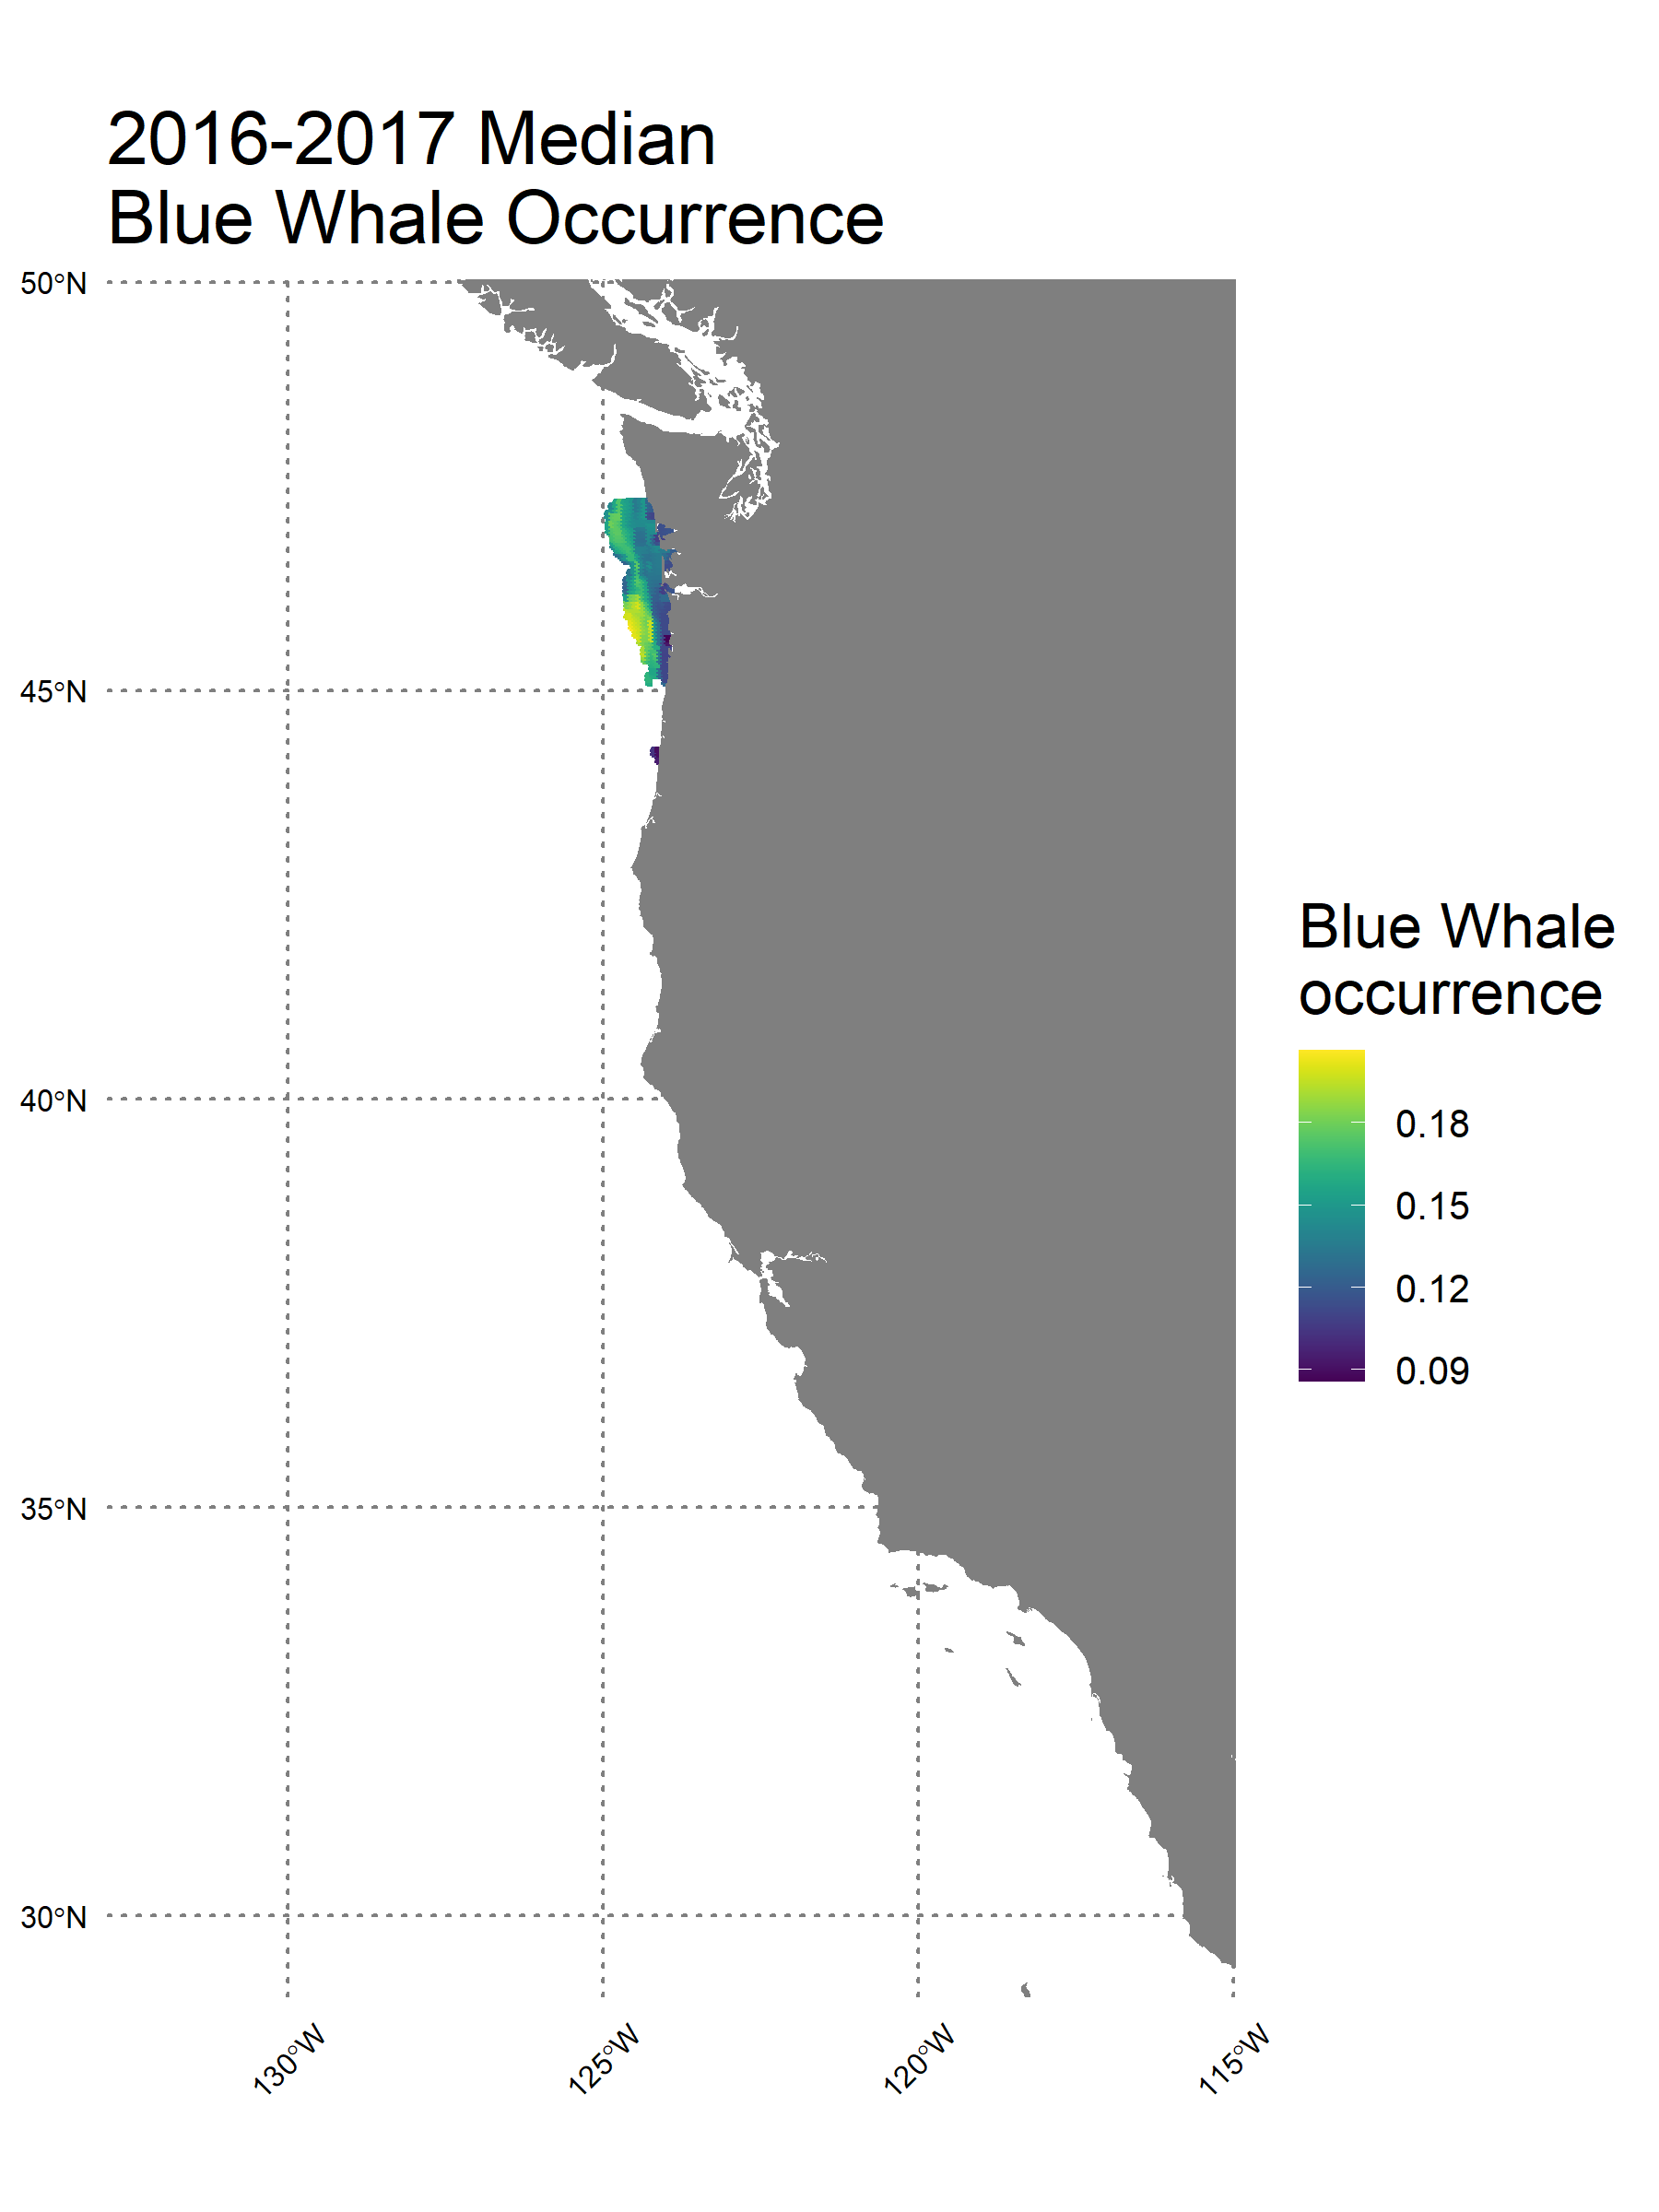 2016-2017 Median
Blue Whale Occurrence
50°N
45°N
40°N
35°N
30°N
130°W
125°W
120°W
115°W
Blue Whale
occurrence
0.18
0.15
0.12
0.09